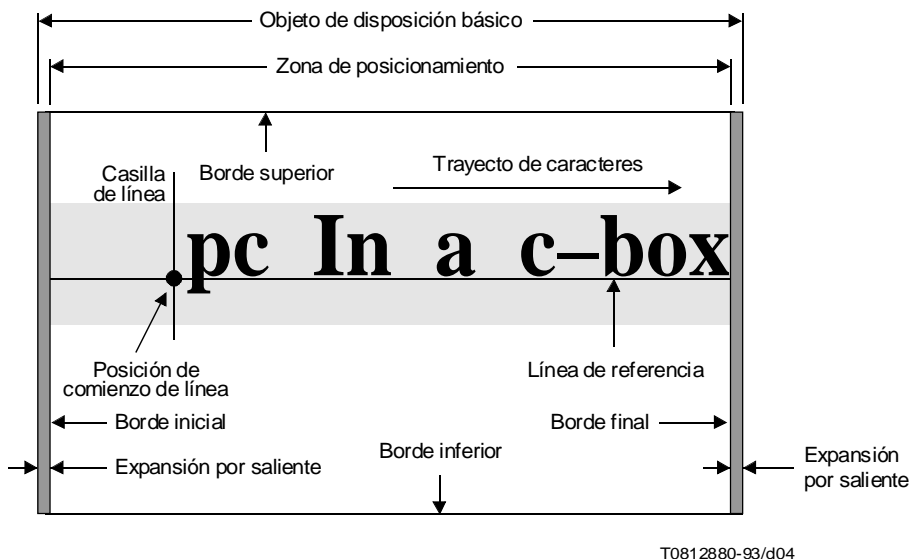 Objeto de disposición básico
Zona de posicionamiento
Casilla
de línea
Borde superior
Trayecto de caracteres
pc In a c–box
Posición de
comienzo de línea
Línea de referencia
Borde inicial
Borde final
Expansión por saliente
Borde inferior
Expansión
por saliente
T0812880-93/d04